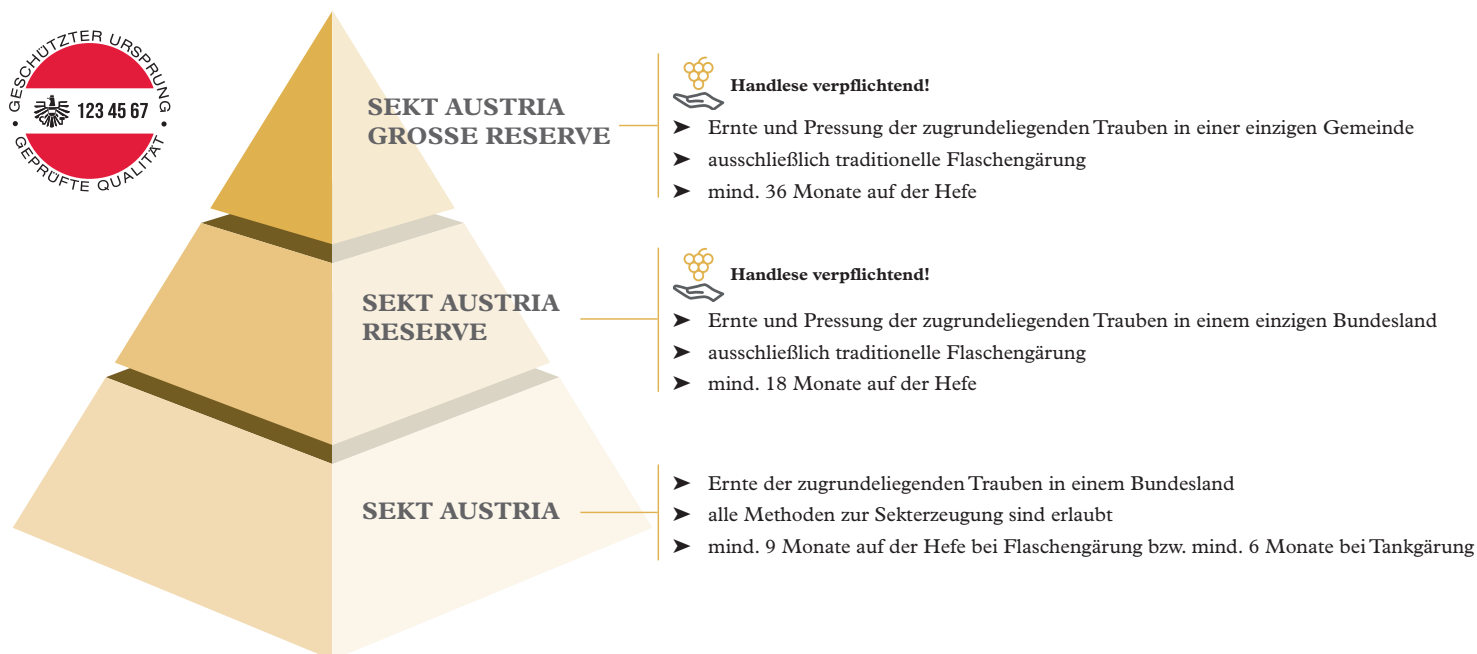 GESCHÜTZTER URSPRUNG
123 45 67
GEPRÜFTE QUALITÄT
SEKT AUSTRIA
GROSSE RESERVE
Handlese verpflichtend!
➤ Ernte und Pressung der zugrundeliegenden Trauben in einer einzigen Gemeinde
➤ ausschließlich traditionelle Flaschengärung
➤ mind. 36 Monate auf der Hefe
SEKT AUSTRIA
RESERVE
Handlese verpflichtend!
➤ Ernte und Pressung der zugrundeliegenden Trauben in einem einzigen Bundesland
➤ ausschließlich traditionelle Flaschengärung
➤ mind. 18 Monate auf der Hefe
SEKT AUSTRIA
➤ Ernte der zugrundeliegenden Trauben in einem Bundesland
➤ alle Methoden zur Sekterzeugung sind erlaubt
➤ mind. 9 Monate auf der Hefe bei Flaschengärung bzw. mind. 6 Monate bei Tankgärung